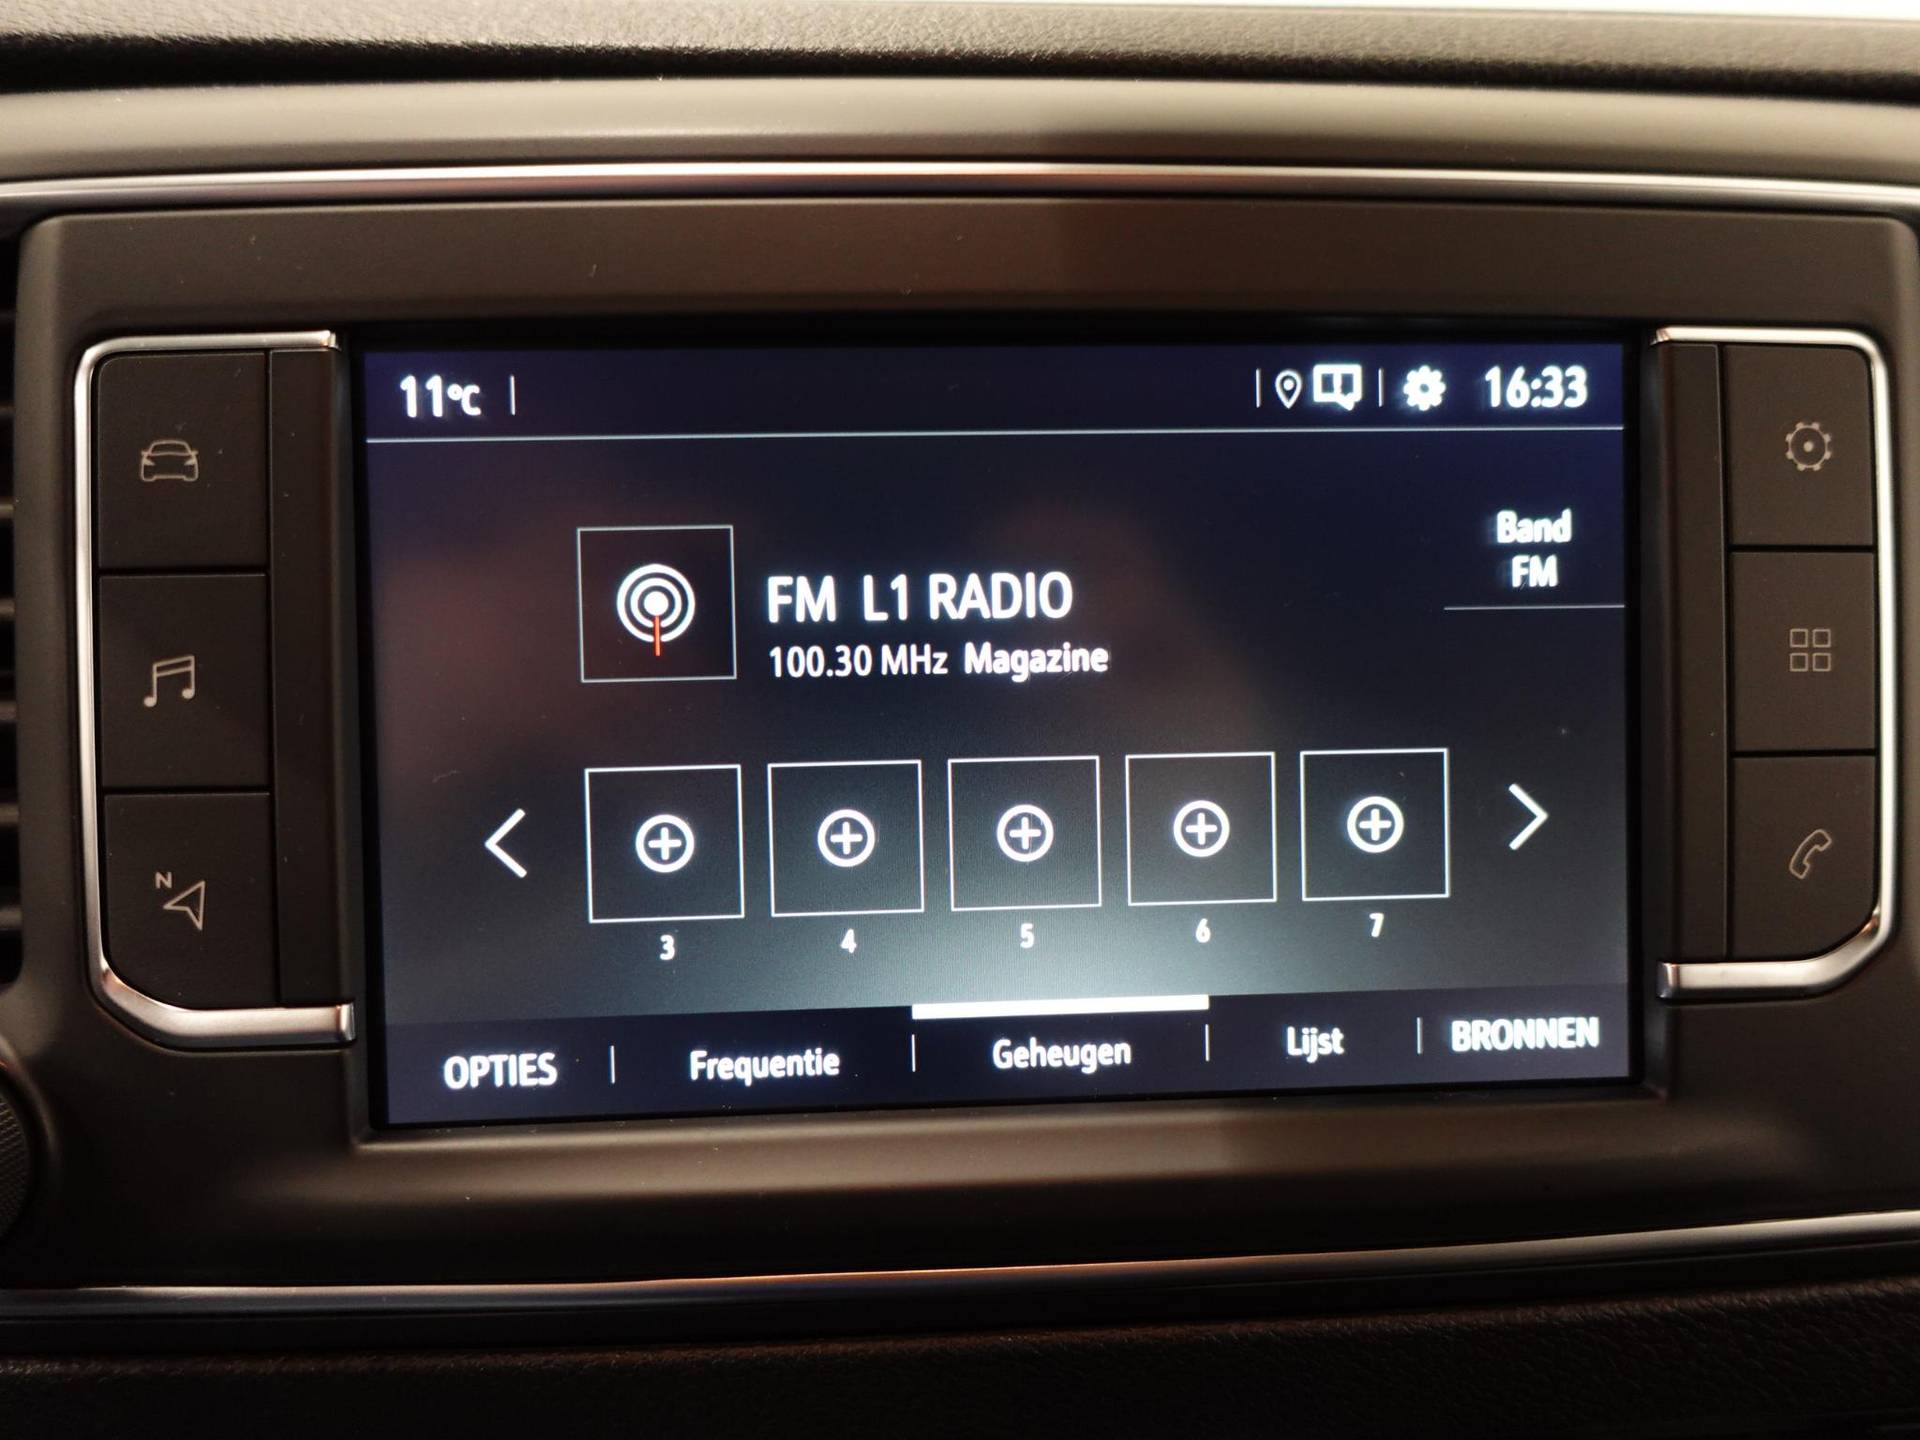 11°C
16:33
Band
FM
FM L1 RADIO
100.30 MHz Magazine
3 4 5 6 7
N
OPTIES Frequentie Geheugen Lijst BRONNEN